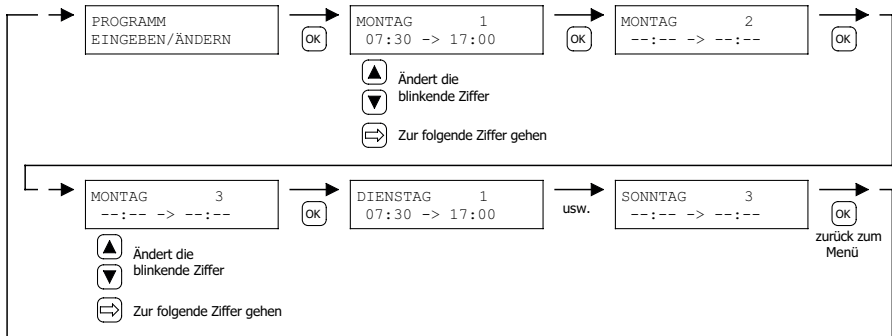 PROGRAMM
EINGEBEN/ÄNDERN
OK
MONTAG 1
07:30 -> 17:00
OK
MONTAG 2
--:-- -> --:--
OK
Ändert die
blinkende Ziffer
Zur folgende Ziffer gehen
MONTAG 3
--:-- -> --:--
OK
DIENSTAG 1
07:30 -> 17:00
usw.
SONNTAG 3
--:-- -> --:--
OK
zurück zum
Menü
Ändert die
blinkende Ziffer
Zur folgende Ziffer gehen